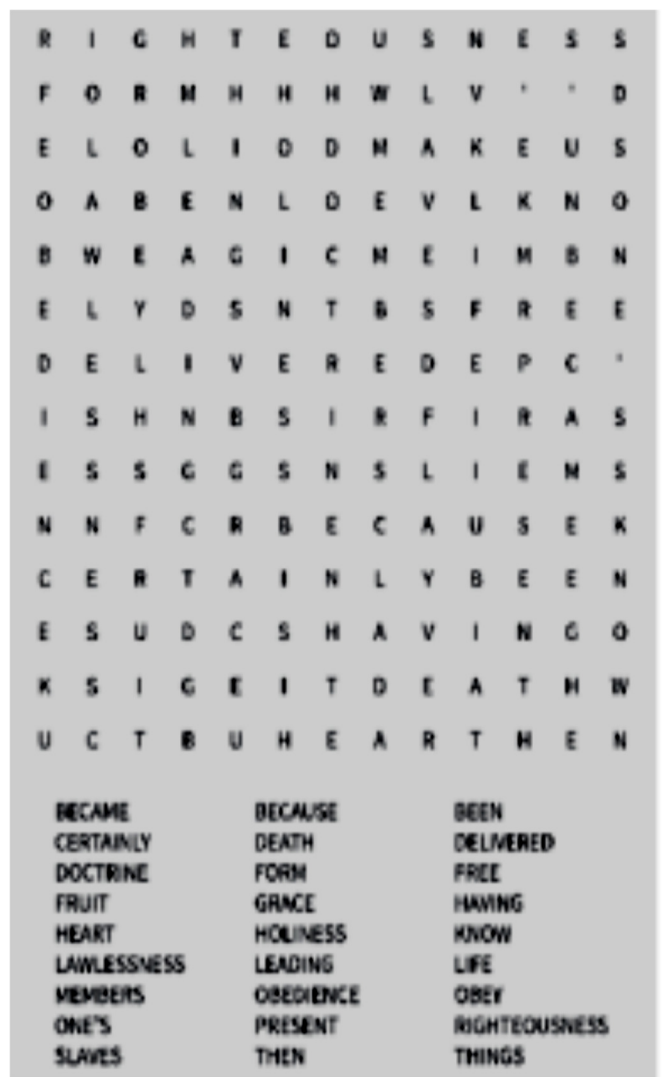 R I G H T E O U S N E S S
F O R M H H H W L V ' ' D
E L O L I D D M A K E U S
O A B E N L O E V L K N O
B W E A G I C M E I M B N
E L Y D S N T B S F R E E
D E L I V E R E D E P C '
I S H N B S I R F I R A S
E S S G G S N S L I E M S
N N F C R B E C A U S E K
C E R T A I N L Y B E E N
E S U D C S H A V I N G O
K S I G E I T D E A T H W
U C T B U H E A R T H E N
BECAME BECAUSE BEEN
CERTAINLY DEATH DELIVERED
DOCTRINE FORM FREE
FRUIT GRACE HAVING
HEART HOLINESS KNOW
LAWLESSNESS LEADING LIFE
MEMBERS OBEDIENCE OBEY
ONE'S PRESENT RIGHTEOUSNESS
SLAVES THEN THINGS